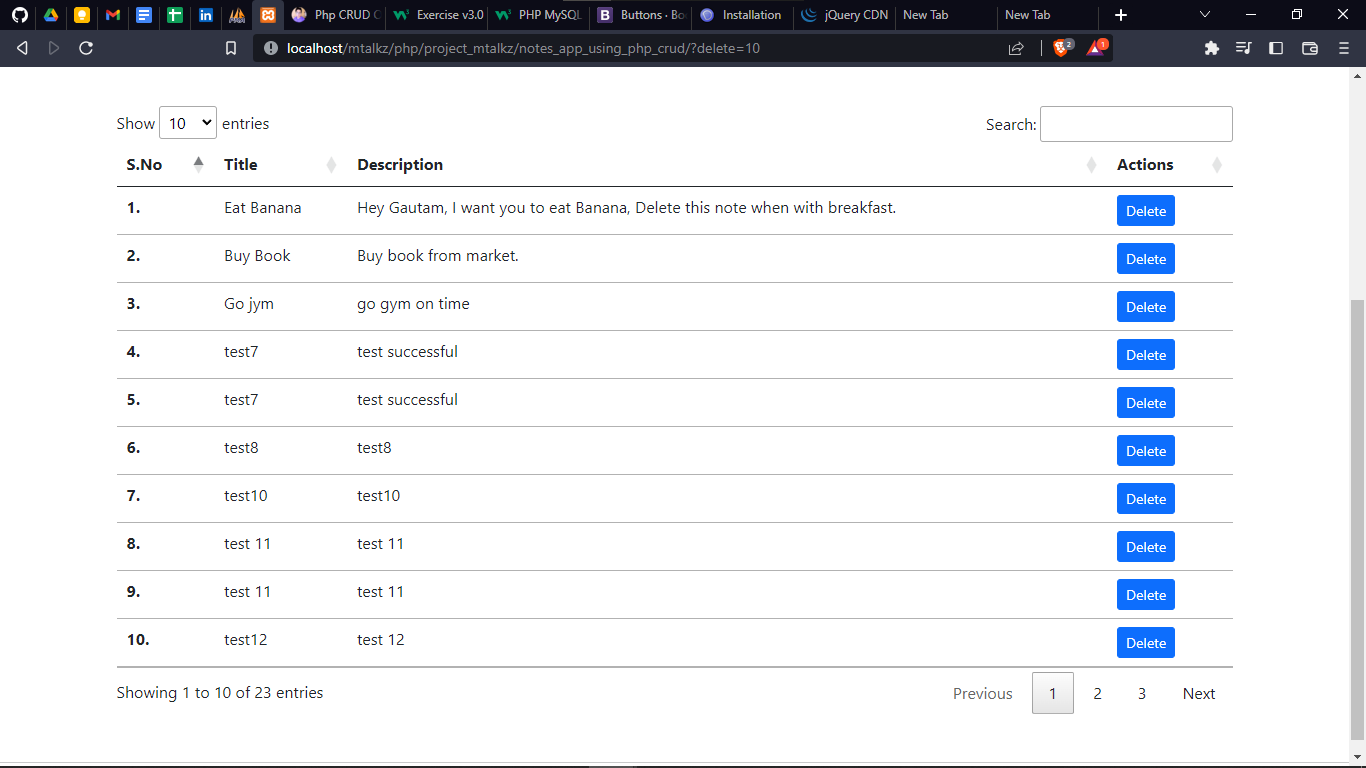 Php CRUD C Exercise v3.0 PHP MySQL Buttons · Bo Installation jQuery CDN New Tab New Tab
localhost/mtalkz/php/project_mtalkz/notes_app_using_php_crud/?delete=10 2 1
Show 10 entries Search:
S.No Title Description Actions
1. Eat Banana Hey Gautam, I want you to eat Banana, Delete this note when with breakfast. Delete
2. Buy Book Buy book from market. Delete
3. Go jym go gym on time Delete
4. test7 test successful Delete
5. test7 test successful Delete
6. test8 test8 Delete
7. test10 test10 Delete
8. test 11 test 11 Delete
9. test 11 test 11 Delete
10. test12 test 12 Delete
Showing 1 to 10 of 23 entries Previous 1 2 3 Next